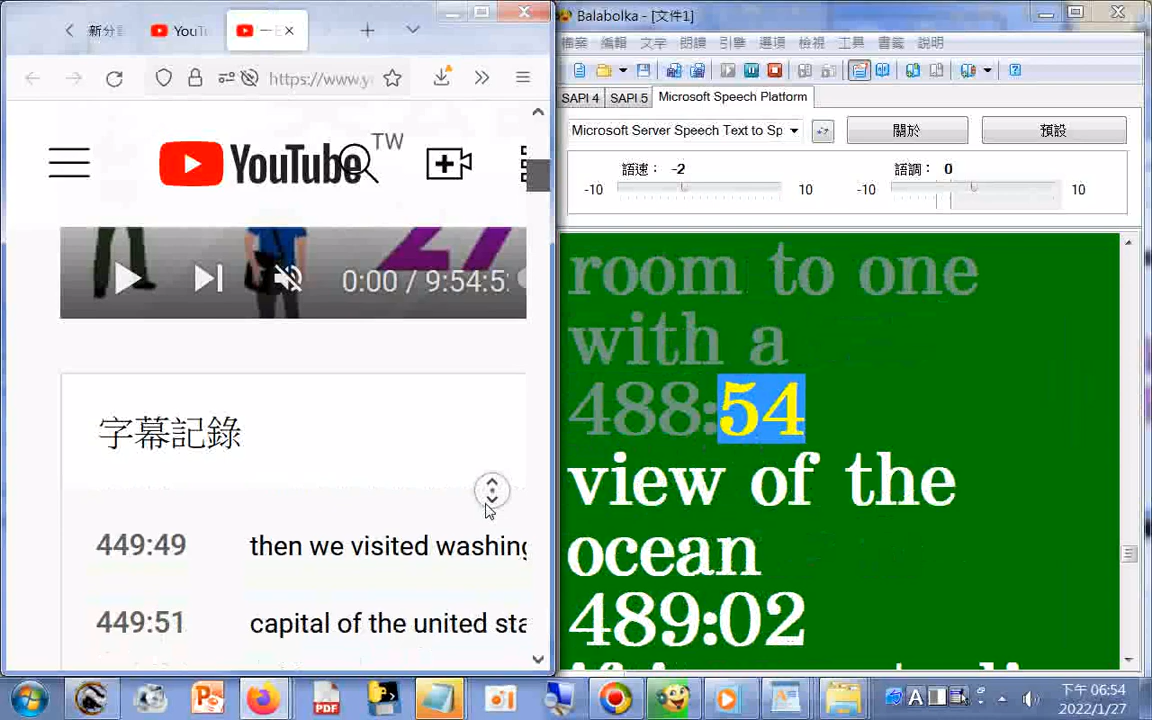 新分
YouT
一
https://www.y
TW
YouTube
0:00 / 9:54:5
字幕記錄
449:49 then we visited washing
449:51 capital of the united sta
Balabolka - [文件1]
檔案 編輯 文字 朗讀 引擎 選項 檢視 工具 書籤 說明
SAPI 4 SAPI 5 Microsoft Speech Platform
Microsoft Server Speech Text to Sp 關於 預設
語速: -2 語調: 0
-10 10 -10 10
room to one
with a
488:54
view of the
ocean
489:02
PDF
A
下午 06:54
2022/1/27